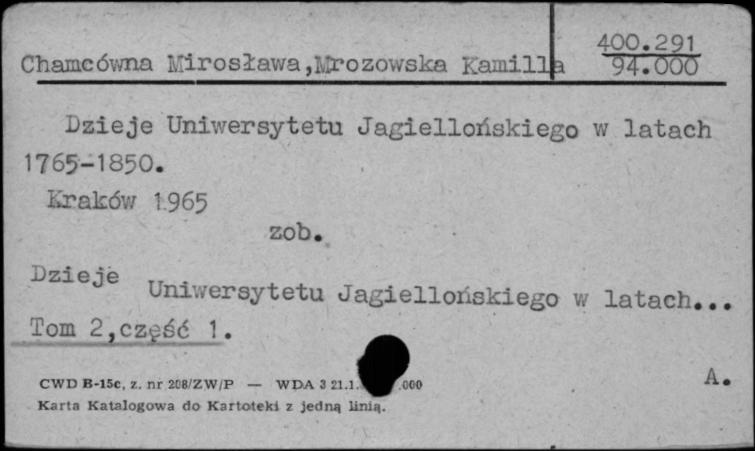 Chamcówna Mirosława,Mrozowska Kamilla
400.291
94.000
Dzieje Uniwersytetu Jagiellońskiego w latach
1765-1850.
Kraków 1965
zob.
Dzieje Uniwersytetu Jagiellońskiego w latach...
Tom 2,część 1.
A.
CWD B-15c, z. nr 208/ZW/P — WDA 3 21.1. .000
Karta Katalogowa do Kartoteki z jedną linią.